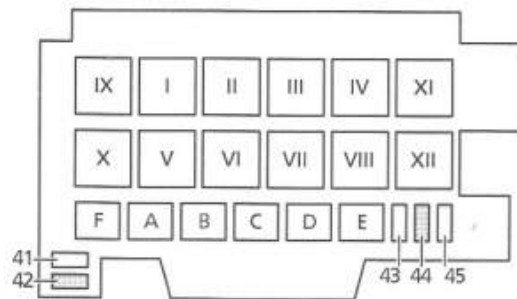 IX I II III IV XI
X V VI VII VIII XII
F A B C D E
41
42
43 44 45